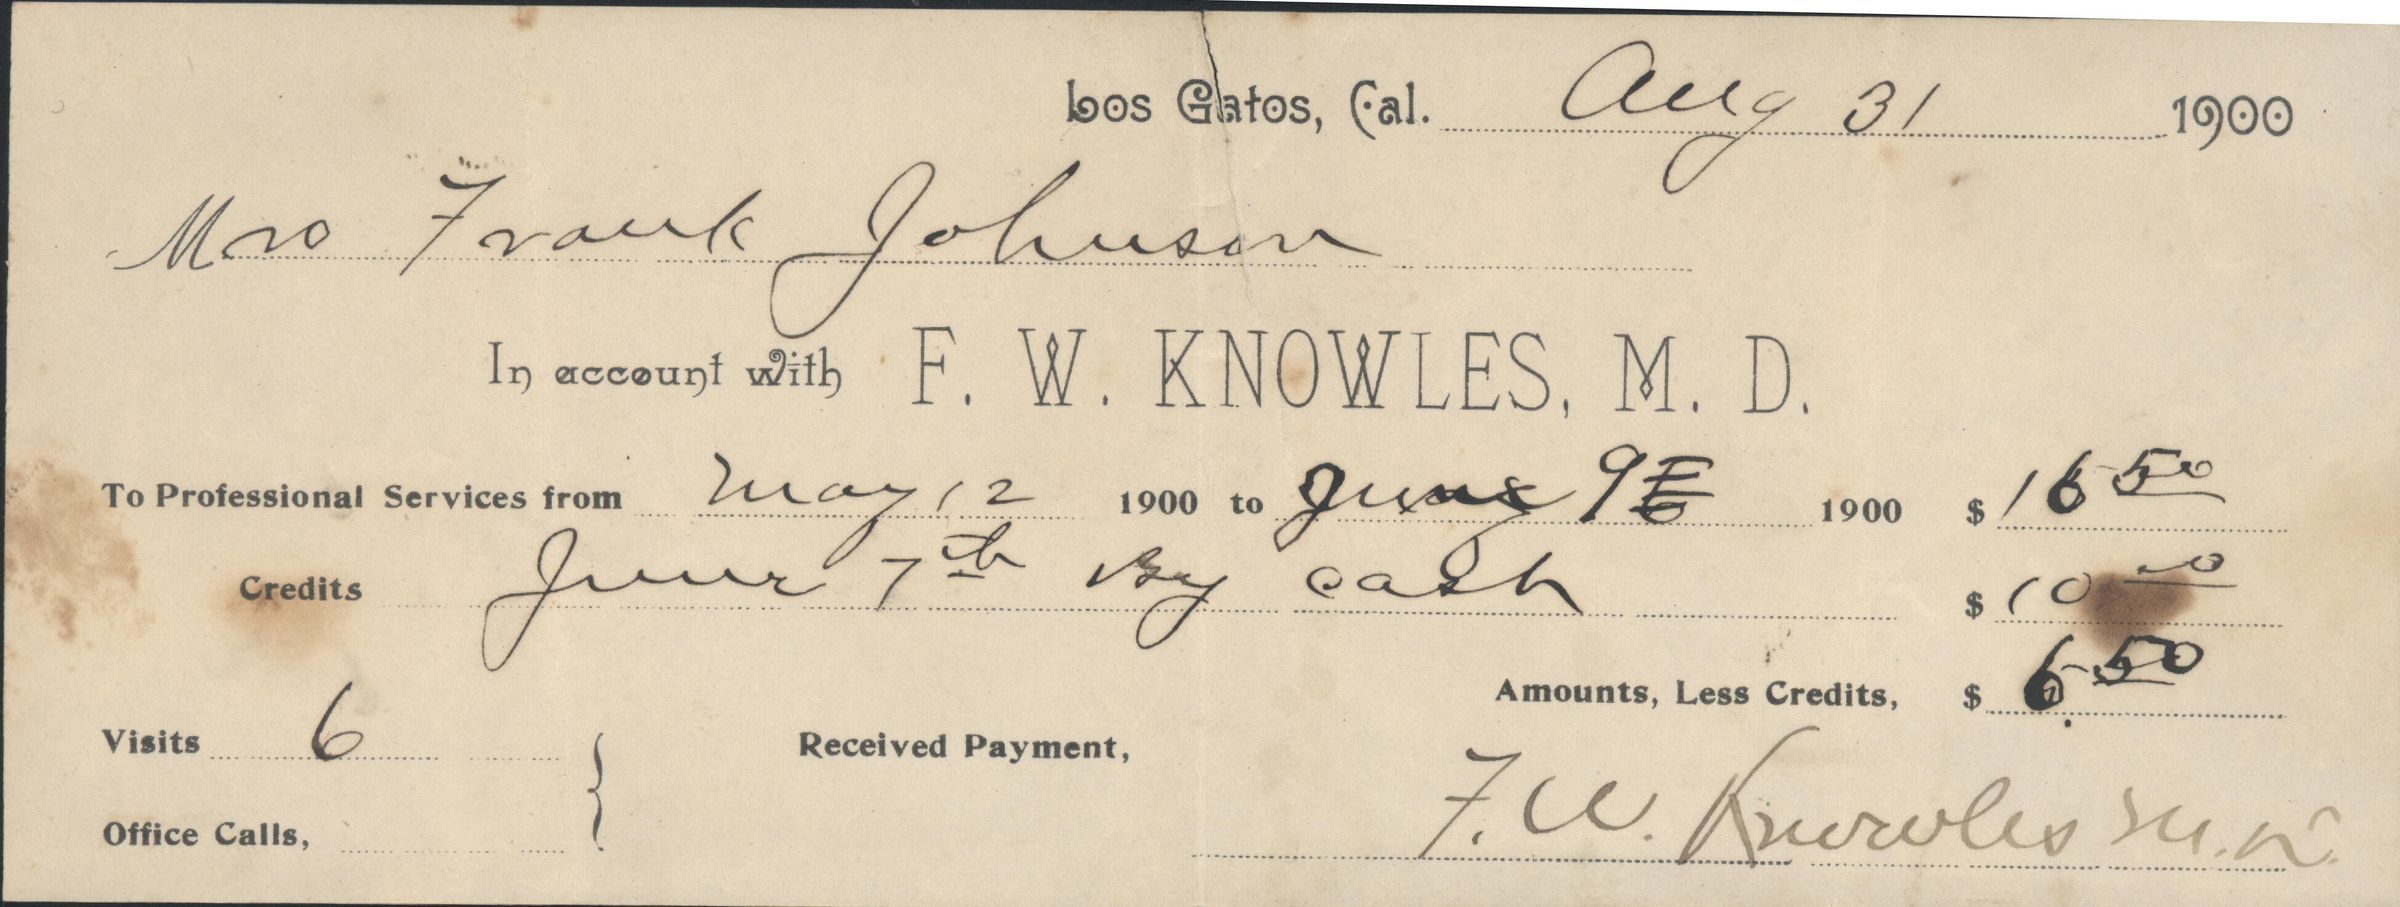 Los Gatos, Cal. Aug 31 1900
Mrs Frank Johnson
In account with F. W. KNOWLES, M. D.
To Professional Services from May 12 1900 to June 9 1900 $ 16 50
Credits June 7th By cash $ 10 00
Amounts, Less Credits, $ 6 50
Visits 6
Received Payment,
Office Calls,
F. W. Knowles M. D.